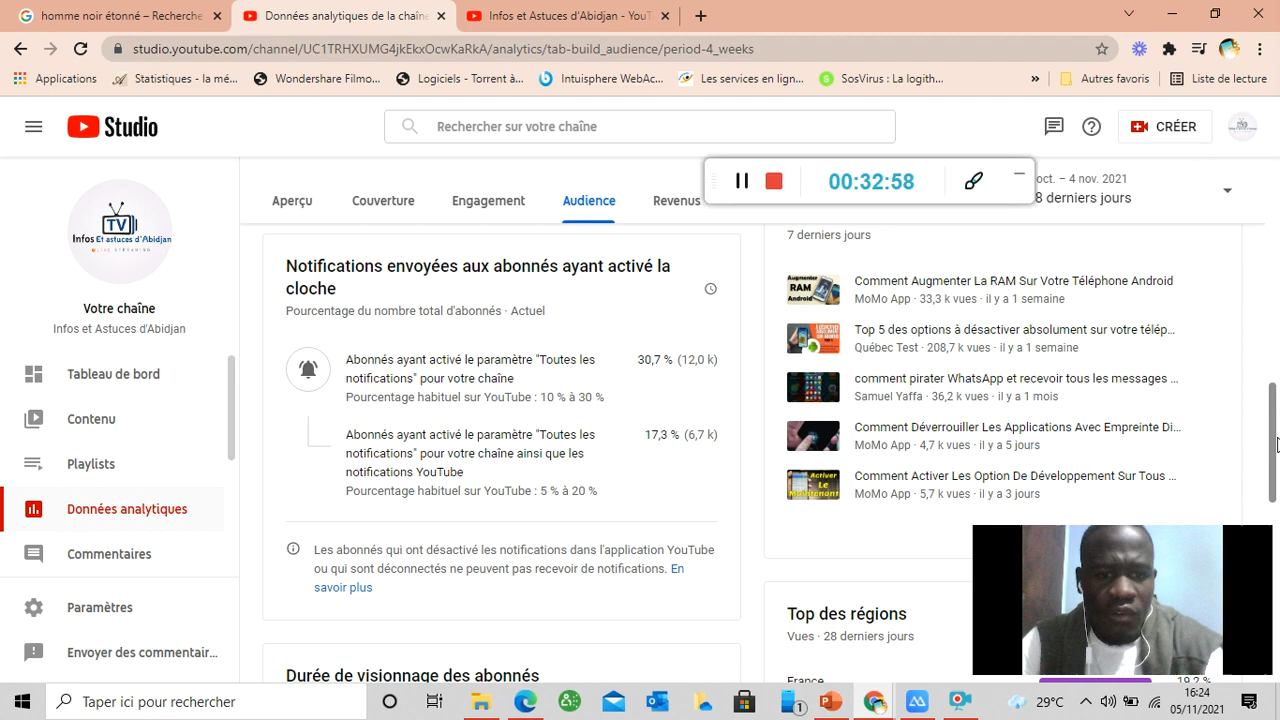 homme noir étonné - Recherche
Données analytiques de la chaîne
Infos et Astuces d'Abidjan - YouT
studio.youtube.com/channel/UC1TRHXUMG4jkEkxOcwKaRkA/analytics/tab-build_audience/period-4_weeks
Applications
Statistiques - la mé...
Wondershare Filmo...
Logiciels - Torrent à...
Intuisphere WebAc...
Les services en lign...
SosVirus : La logith...
»
Autres favoris
Liste de lecture
Studio
Rechercher sur votre chaîne
CRÉER
TV
Infos Et astuces d'Abidjan
LIVE STREAMING
Votre chaîne
Infos et Astuces d'Abidjan
Tableau de bord
Contenu
Playlists
Données analytiques
Commentaires
Paramètres
Envoyer des commentair...
Aperçu
Couverture
Engagement
Audience
Revenus
00:32:58
oct. – 4 nov. 2021
8 derniers jours
Notifications envoyées aux abonnés ayant activé la
cloche
Pourcentage du nombre total d'abonnés · Actuel
Abonnés ayant activé le paramètre "Toutes les
notifications" pour votre chaîne
30,7 % (12,0 k)
Pourcentage habituel sur YouTube : 10 % à 30 %
Abonnés ayant activé le paramètre "Toutes les
notifications" pour votre chaîne ainsi que les
notifications YouTube
17,3 % (6,7 k)
Pourcentage habituel sur YouTube : 5 % à 20 %
Les abonnés qui ont désactivé les notifications dans l'application YouTube
ou qui sont déconnectés ne peuvent pas recevoir de notifications. En
savoir plus
Durée de visionnage des abonnés
7 derniers jours
Augmenter
RAM
Android
Comment Augmenter La RAM Sur Votre Téléphone Android
MoMo App · 33,3 k vues · il y a 1 semaine
Top 5 des options à désactiver absolument sur votre télép...
Québec Test · 208,7 k vues · il y a 1 semaine
comment pirater WhatsApp et recevoir tous les messages ...
Samuel Yaffa · 36,2 k vues · il y a 1 mois
Comment Déverrouiller Les Applications Avec Empreinte Di...
MoMo App · 4,7 k vues · il y a 5 jours
Activer
Le
Maintenant
Comment Activer Les Option De Développement Sur Tous ...
MoMo App · 5,7 k vues · il y a 3 jours
Top des régions
Vues · 28 derniers jours
France
19,2 %
Taper ici pour rechercher
1
29°C
16:24
05/11/2021